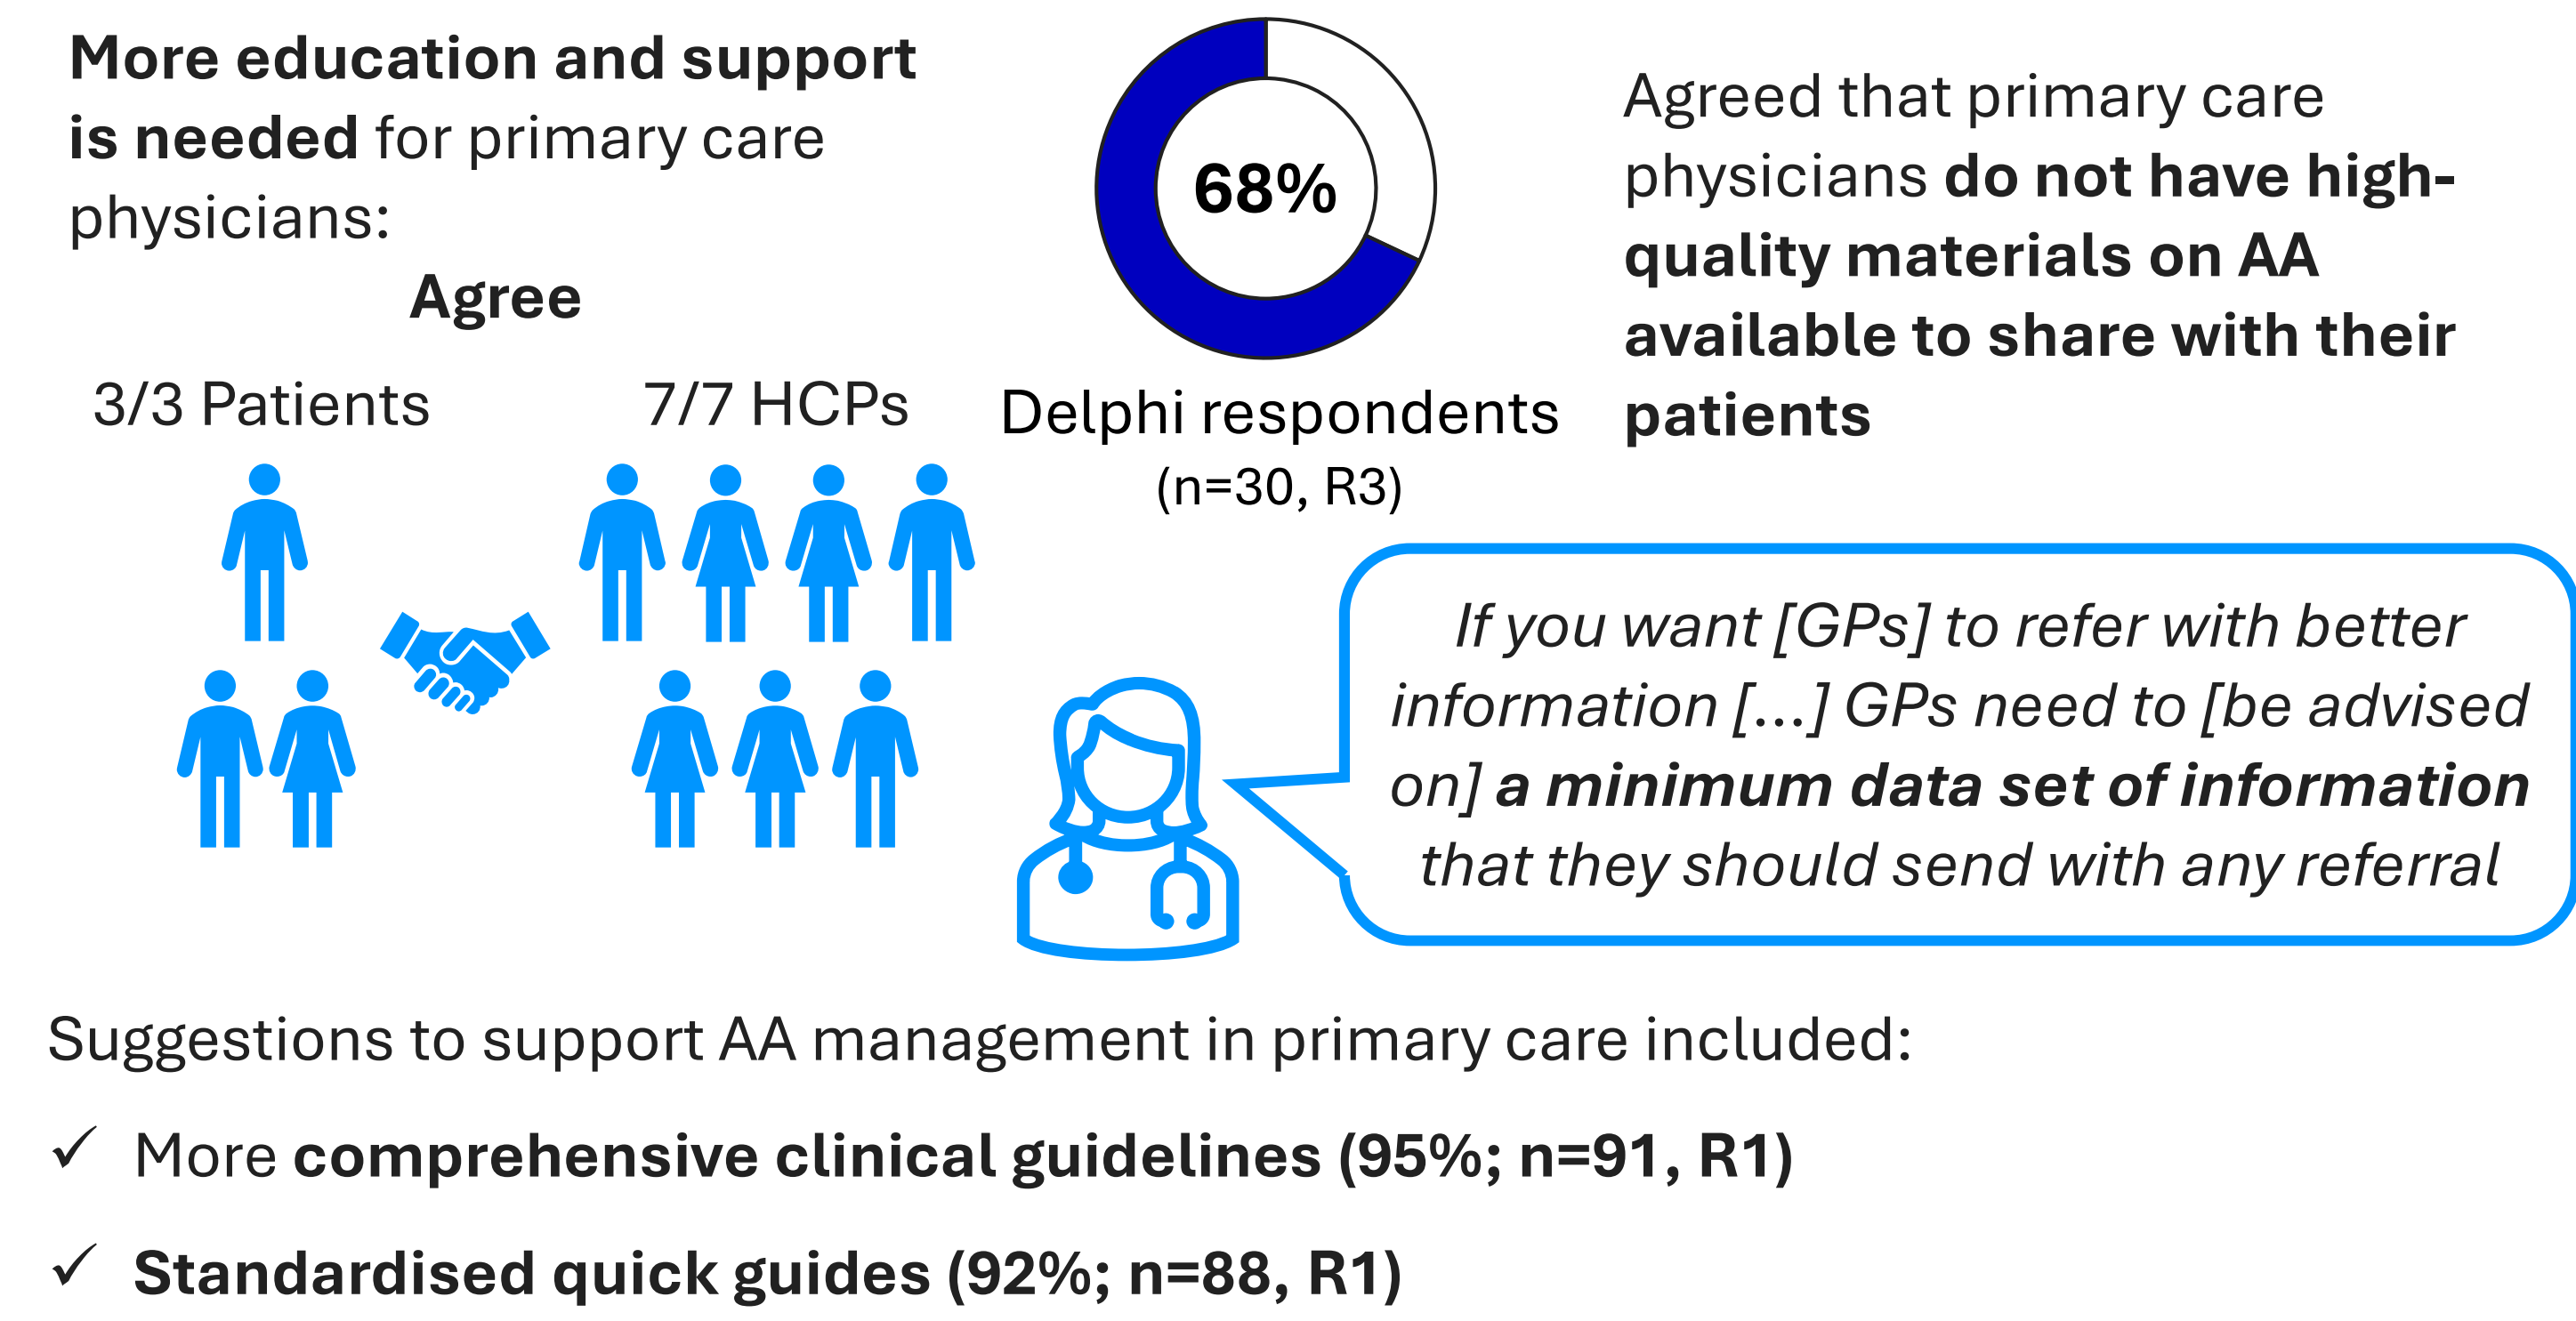 More education and support
is needed for primary care
physicians:
Agree
3/3 Patients
7/7 HCPs
68%
Delphi respondents
(n=30, R3)
Agreed that primary care
physicians do not have high-
quality materials on AA
available to share with their
patients
If you want [GPs] to refer with better
information [...] GPs need to [be advised
on] a minimum data set of information
that they should send with any referral
Suggestions to support AA management in primary care included:
✓ More comprehensive clinical guidelines (95%; n=91, R1)
✓ Standardised quick guides (92%; n=88, R1)